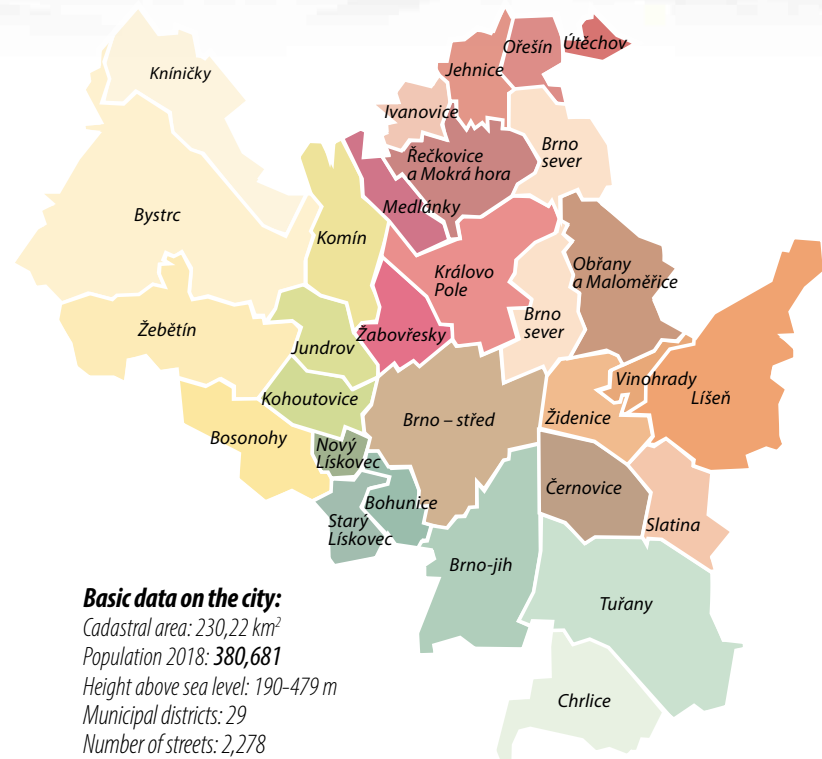 Kníničky
Ořešín
Útěchov
Jehnice
Ivanovice
Brno
sever
Řečkovice
a Mokrá hora
Medlánky
Bystrc
Komín
Královo
Pole
Obřany
a Maloměřice
Brno
sever
Žebětín
Jundrov
Žabovřesky
Vinohrady
Líšeň
Kohoutovice
Brno – střed
Židenice
Bosonohy
Nový
Lískovec
Černovice
Bohunice
Starý
Lískovec
Slatina
Brno-jih
Tuřany
Chrlice
Basic data on the city:
Cadastral area: 230,22 km²
Population 2018: 380,681
Height above sea level: 190-479 m
Municipal districts: 29
Number of streets: 2,278